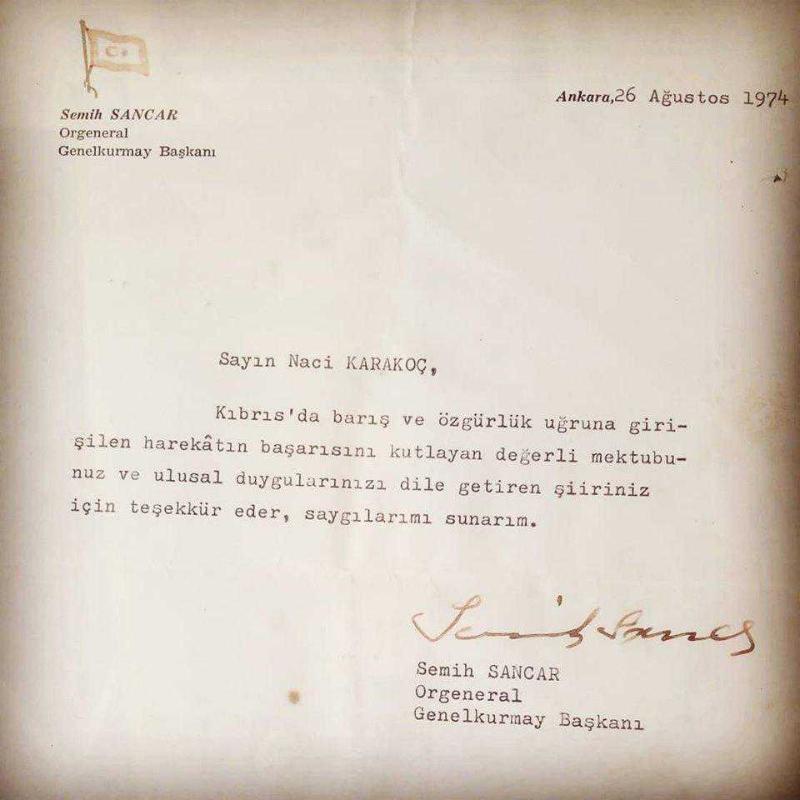 Semih SANCAR
Orgeneral
Genelkurmay Başkanı
Ankara,26 Ağustos 1974
Sayın Naci KARAKOÇ,
Kıbrıs'da barış ve özgürlük uğruna giri-
şilen harekâtın başarısını kutlayan değerli mektubu-
nuz ve ulusal duygularınızı dile getiren şiiriniz
için teşekkür eder, saygılarımı sunarım.
Semih Sancar
Semih SANCAR
Orgeneral
Genelkurmay Başkanı